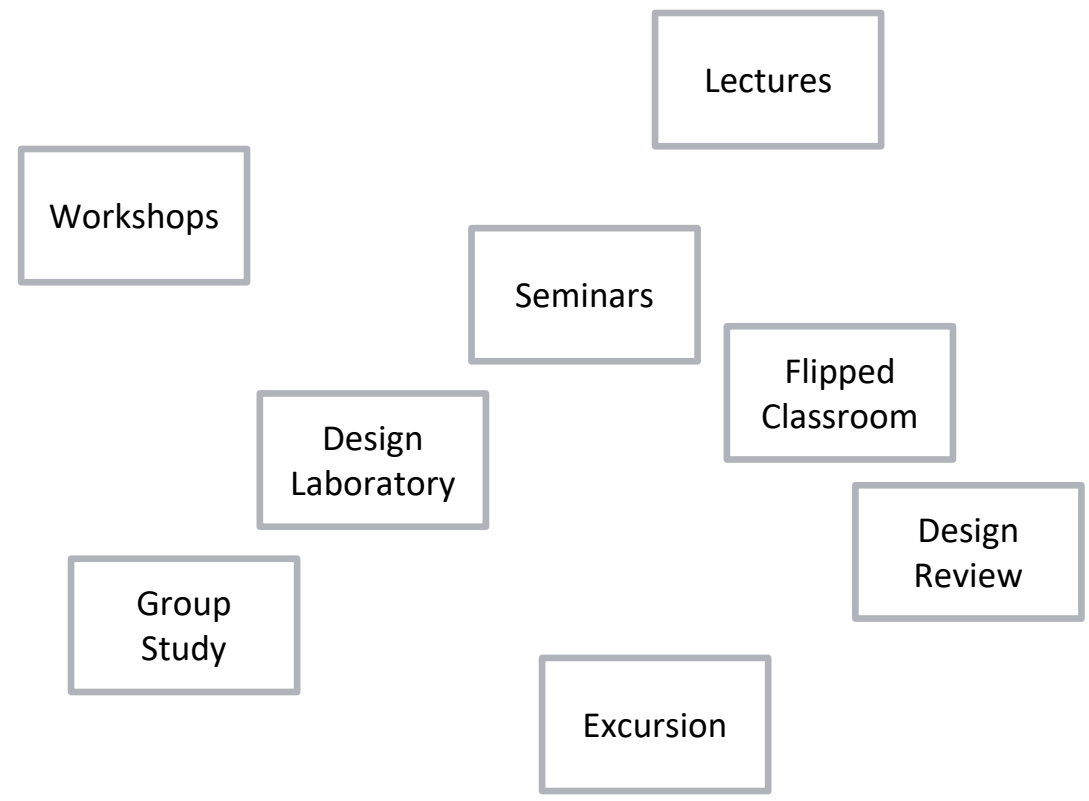 Lectures
Workshops
Seminars
Flipped
Classroom
Design
Laboratory
Design
Review
Group
Study
Excursion